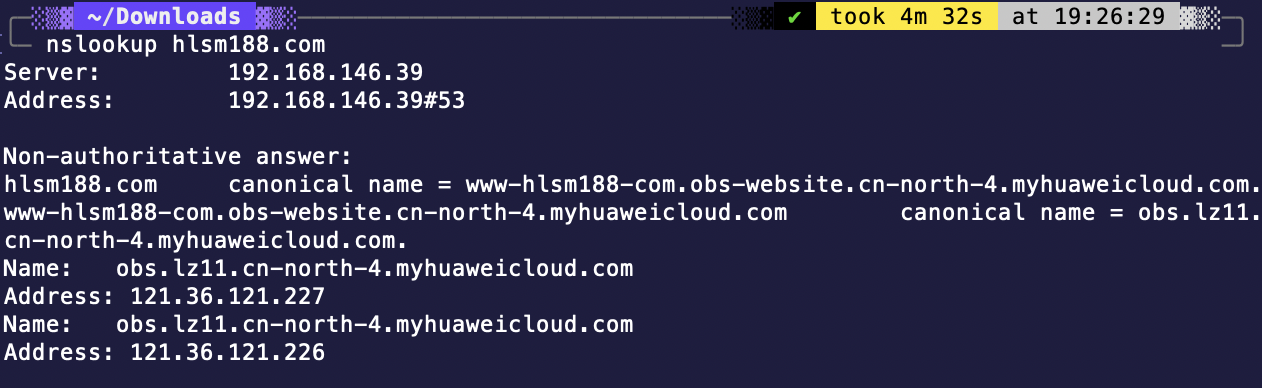 ~/Downloads ✔ took 4m 32s at 19:26:29
nslookup hlsm188.com
Server: 192.168.146.39
Address: 192.168.146.39#53
Non-authoritative answer:
hlsm188.com canonical name = www-hlsm188-com.obs-website.cn-north-4.myhuaweicloud.com.
www-hlsm188-com.obs-website.cn-north-4.myhuaweicloud.com canonical name = obs.lz11.
cn-north-4.myhuaweicloud.com.
Name: obs.lz11.cn-north-4.myhuaweicloud.com
Address: 121.36.121.227
Name: obs.lz11.cn-north-4.myhuaweicloud.com
Address: 121.36.121.226